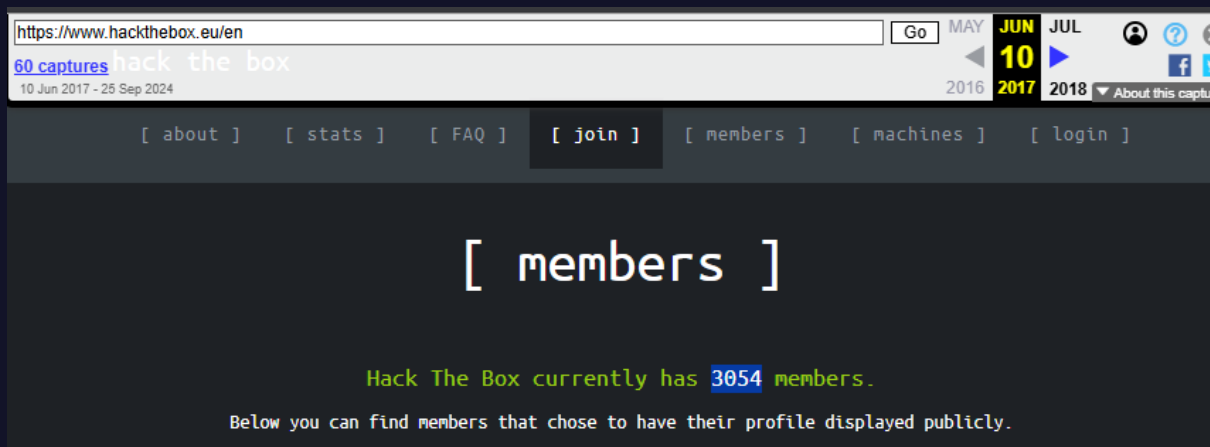 https://www.hackthebox.eu/en
Go
MAY JUN JUL
60 captures
hack the box
10
10 Jun 2017 - 25 Sep 2024
2016 2017 2018
▼ About this captu
[ about ] [ stats ] [ FAQ ] [ join ] [ members ] [ machines ] [ login ]
[ members ]
Hack The Box currently has 3054 members.
Below you can find members that chose to have their profile displayed publicly.